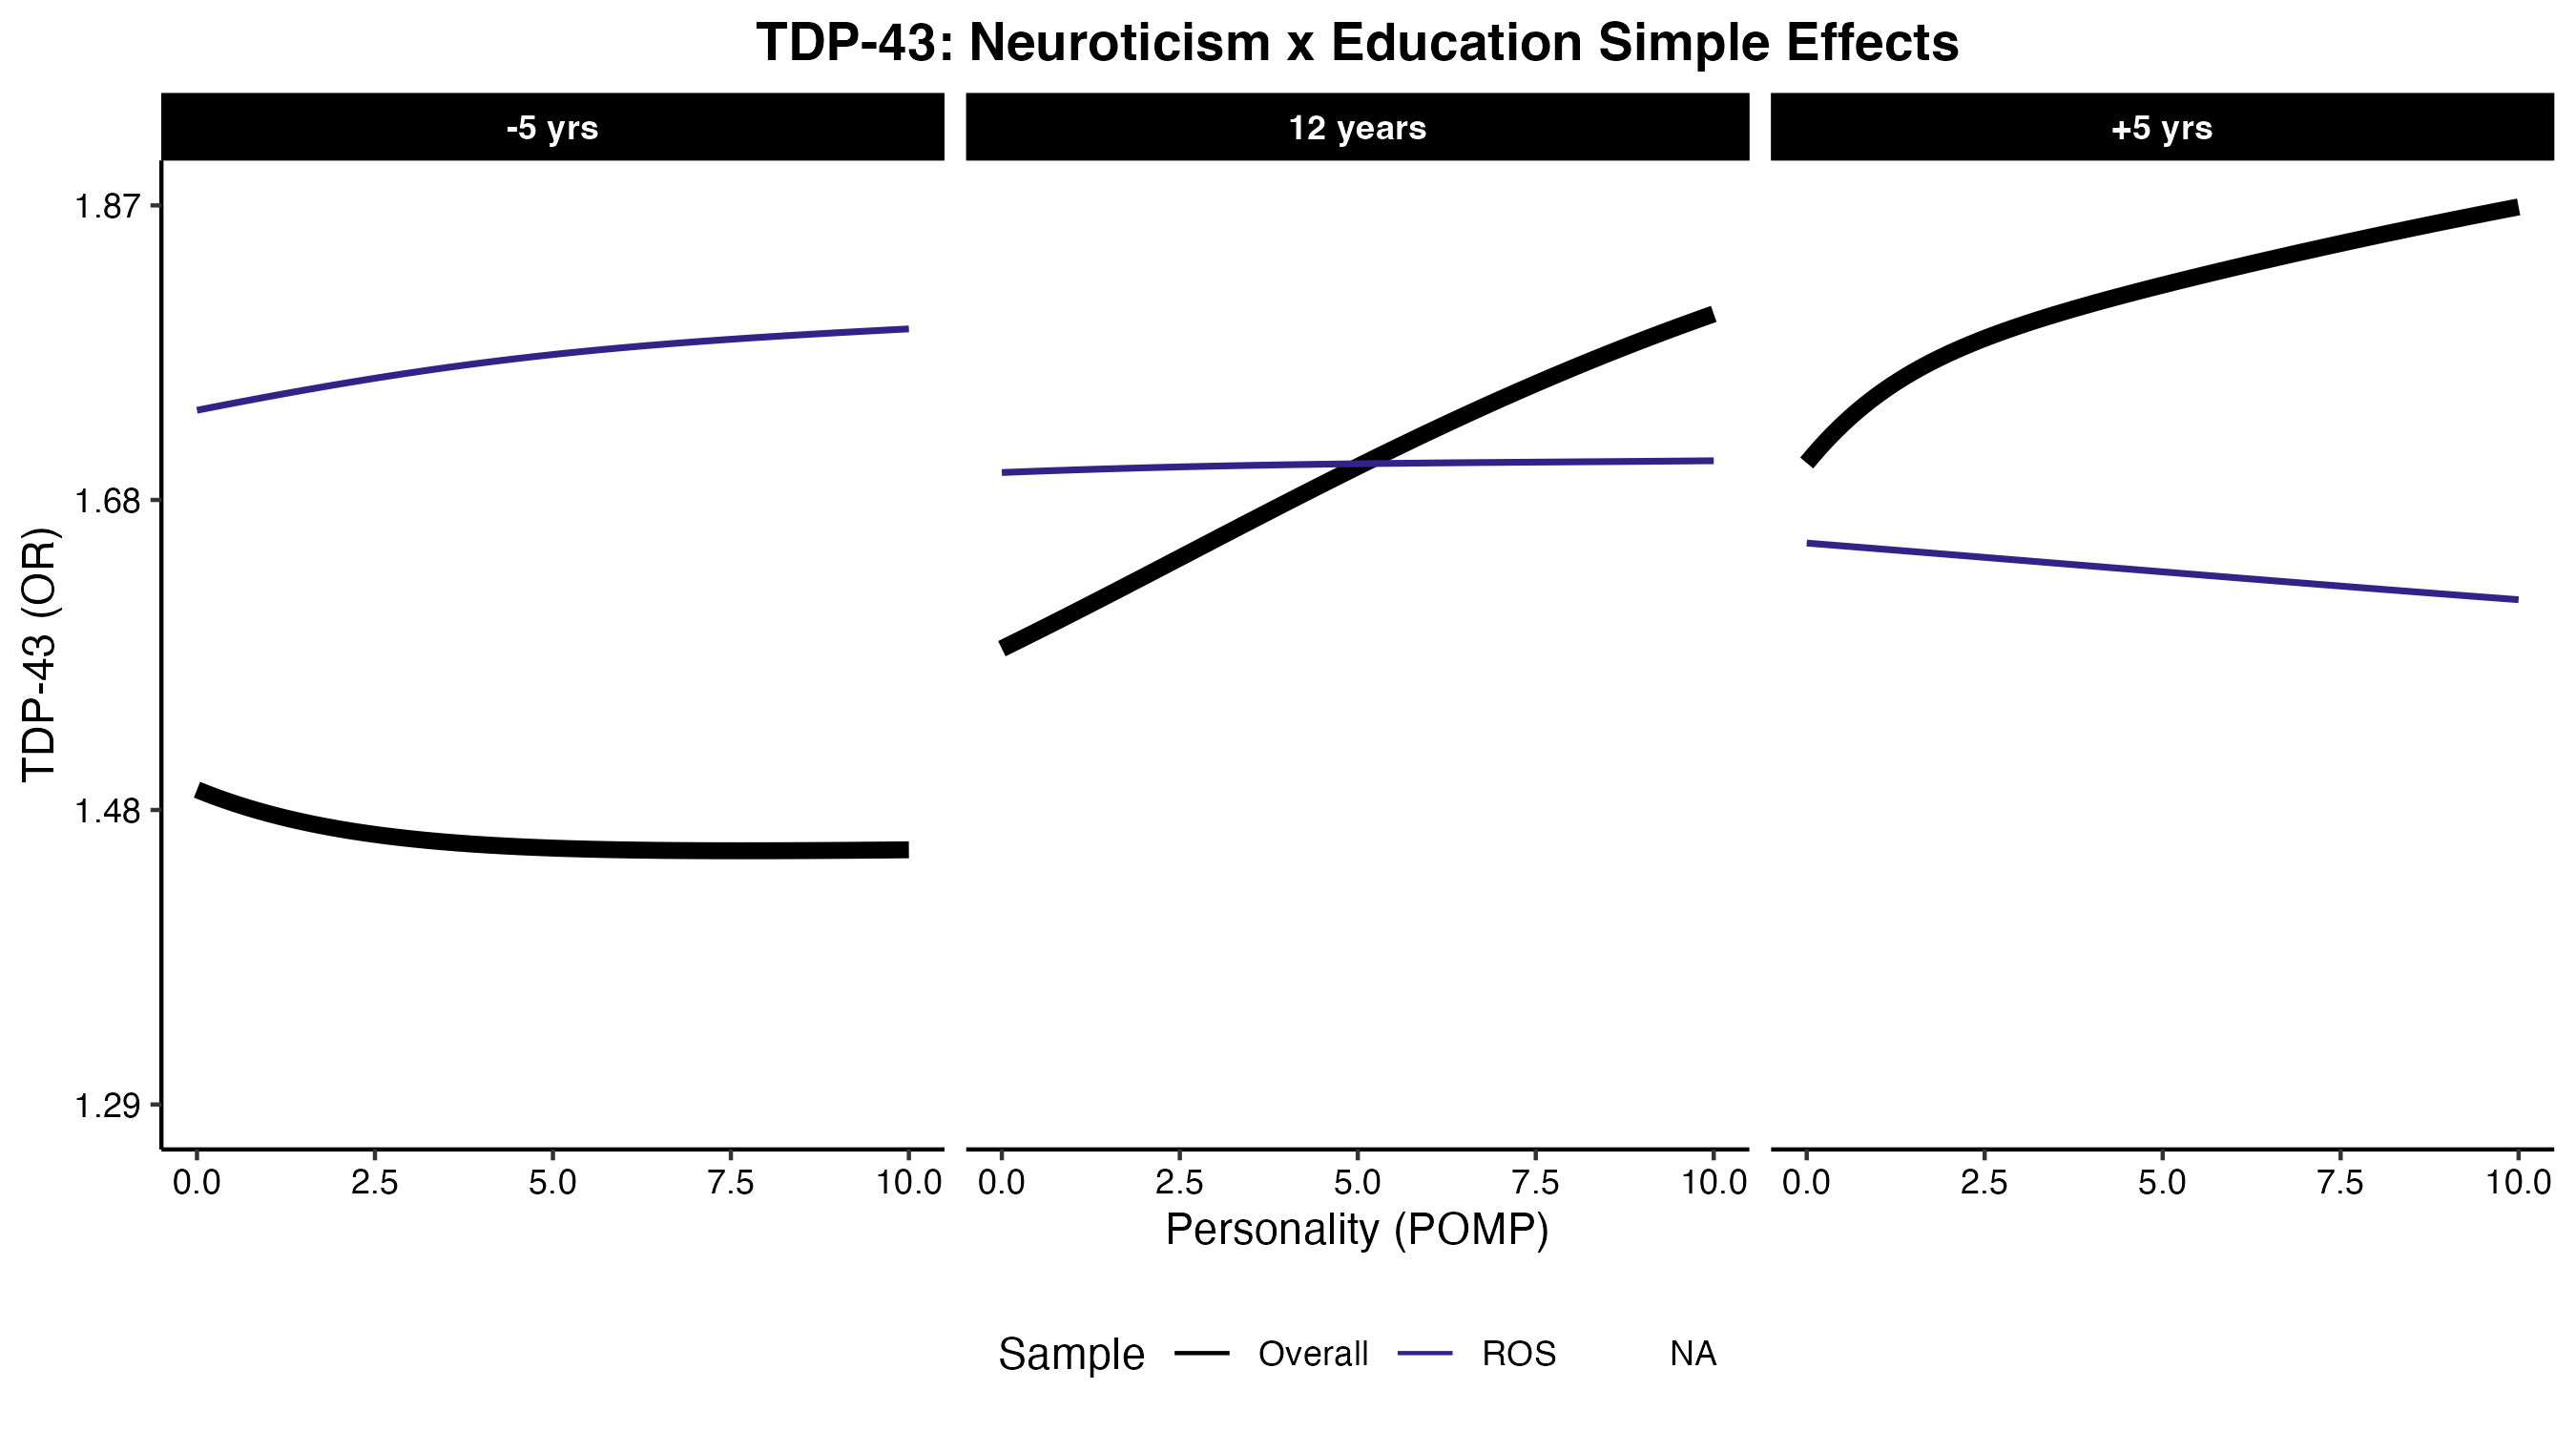 TDP-43: Neuroticism x Education Simple Effects
-5 yrs 12 years +5 yrs
1.87
1.68
1.48
1.29
TDP-43 (OR)
0.0 2.5 5.0 7.5 10.0 0.0 2.5 5.0 7.5 10.0 0.0 2.5 5.0 7.5 10.0
Personality (POMP)
Sample Overall ROS NA